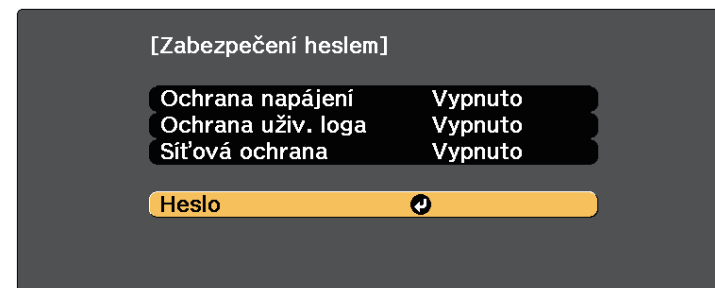 [Zabezpečení heslem]
Ochrana napájení Vypnuto
Ochrana uživ. loga Vypnuto
Síťová ochrana Vypnuto
Heslo